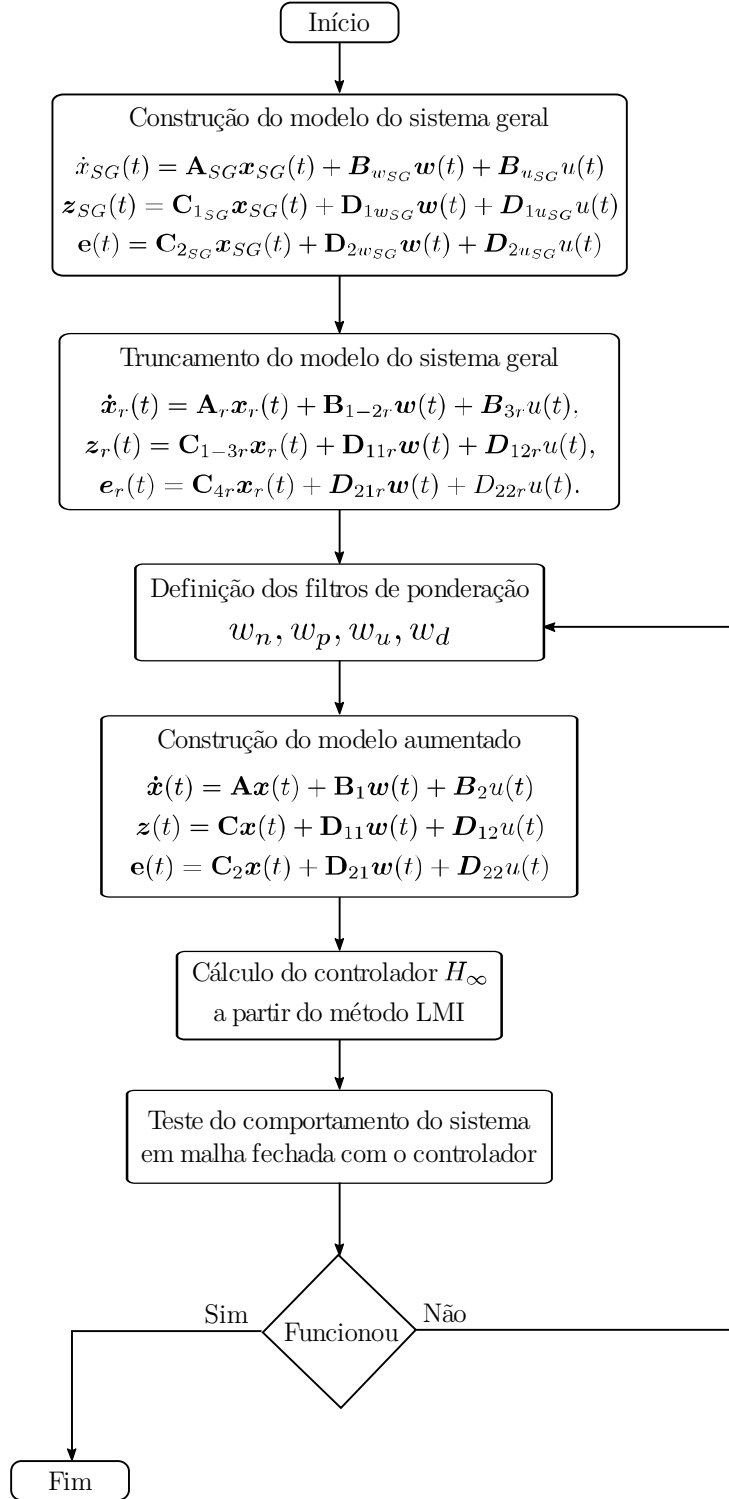 Início
Construção do modelo do sistema geral
ẋ_{SG}(t) = A_{SG}x_{SG}(t) + B_{w_{SG}}w(t) + B_{u_{SG}}u(t)
z_{SG}(t) = C_{1_{SG}}x_{SG}(t) + D_{1w_{SG}}w(t) + D_{1u_{SG}}u(t)
e(t) = C_{2_{SG}}x_{SG}(t) + D_{2w_{SG}}w(t) + D_{2u_{SG}}u(t)
Truncamento do modelo do sistema geral
ẋ_r(t) = A_r x_r(t) + B_{1−2r}w(t) + B_{3r}u(t),
z_r(t) = C_{1−3r}x_r(t) + D_{11r}w(t) + D_{12r}u(t),
e_r(t) = C_{4r}x_r(t) + D_{21r}w(t) + D_{22r}u(t).
Definição dos filtros de ponderação
w_n, w_p, w_u, w_d
Construção do modelo aumentado
ẋ(t) = Ax(t) + B_1w(t) + B_2u(t)
z(t) = Cx(t) + D_{11}w(t) + D_{12}u(t)
e(t) = C_2x(t) + D_{21}w(t) + D_{22}u(t)
Cálculo do controlador H_∞
a partir do método LMI
Teste do comportamento do sistema
em malha fechada com o controlador
Sim
Não
Funcionou
Fim